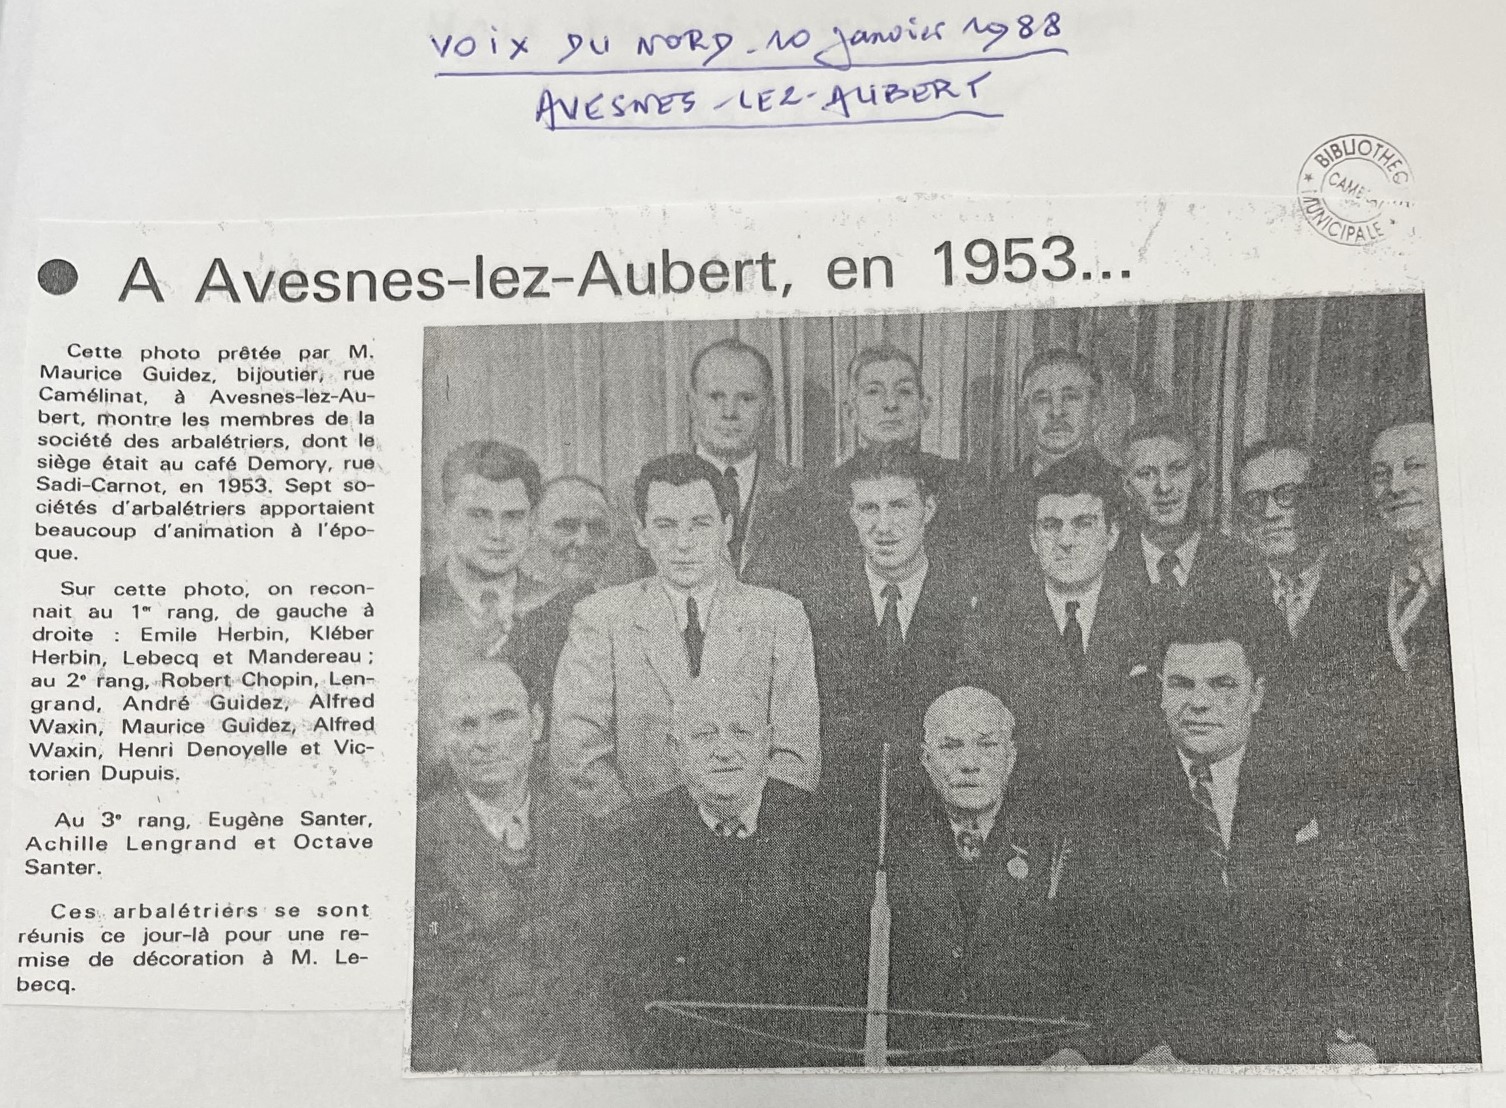 VOIX DU NORD - 10 janvier 1988
AVESNES-LEZ-AUBERT
BIBLIOTHEC
CAM
MUNICIPALE
● A Avesnes-lez-Aubert, en 1953...
Cette photo prêtée par M.
Maurice Guidez, bijoutier, rue
Camélinat, à Avesnes-lez-Au-
bert, montre les membres de la
société des arbalétriers, dont le
siège était au café Demory, rue
Sadi-Carnot, en 1953. Sept so-
ciétés d'arbalétriers apportaient
beaucoup d'animation à l'épo-
que.
Sur cette photo, on recon-
nait au 1er rang, de gauche à
droite : Emile Herbin, Kléber
Herbin, Lebecq et Mandereau ;
au 2e rang, Robert Chopin, Len-
grand, André Guidez, Alfred
Waxin, Maurice Guidez, Alfred
Waxin, Henri Denoyelle et Vic-
torien Dupuis.
Au 3e rang, Eugène Santer,
Achille Lengrand et Octave
Santer.
Ces arbalétriers se sont
réunis ce jour-là pour une re-
mise de décoration à M. Le-
becq.